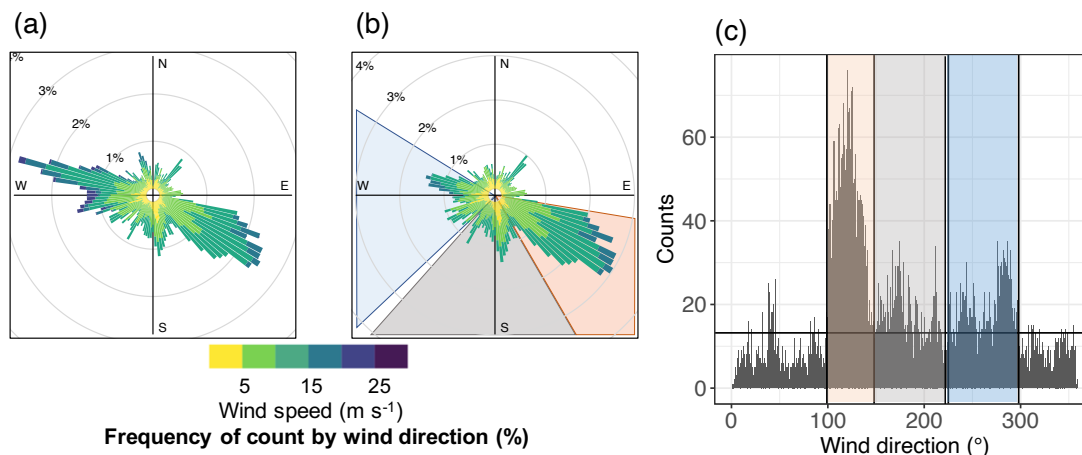 (a)
(b)
(c)
N
3%
2%
1%
W
E
S
N
4%
3%
2%
1%
W
E
S
5 15 25
Wind speed (m s⁻¹)
Frequency of count by wind direction (%)
Counts
60
40
20
0
0 100 200 300
Wind direction (°)